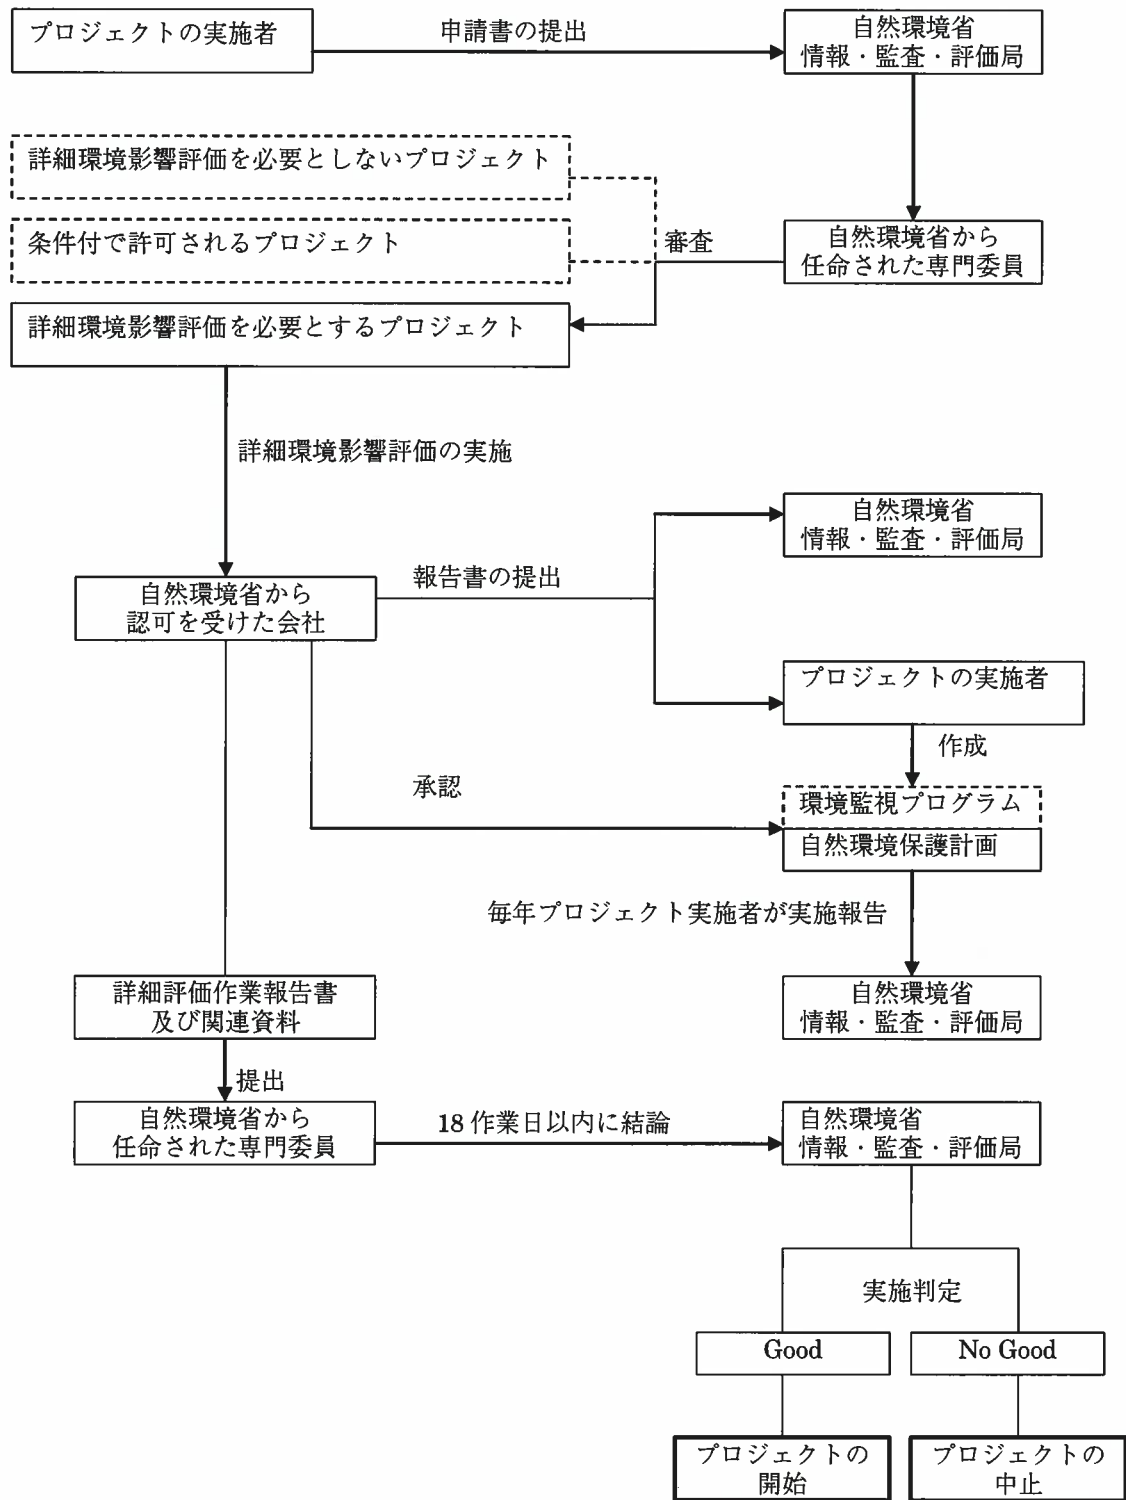 プロジェクトの実施者
申請書の提出
自然環境省
情報・監査・評価局
詳細環境影響評価を必要としないプロジェクト
条件付で許可されるプロジェクト
審査
自然環境省から
任命された専門委員
詳細環境影響評価を必要とするプロジェクト
詳細環境影響評価の実施
自然環境省
情報・監査・評価局
報告書の提出
自然環境省から
認可を受けた会社
プロジェクトの実施者
作成
承認
環境監視プログラム
自然環境保護計画
毎年プロジェクト実施者が実施報告
詳細評価作業報告書
及び関連資料
自然環境省
情報・監査・評価局
提出
自然環境省から
任命された専門委員
18作業日以内に結論
自然環境省
情報・監査・評価局
実施判定
Good
No Good
プロジェクトの
開始
プロジェクトの
中止